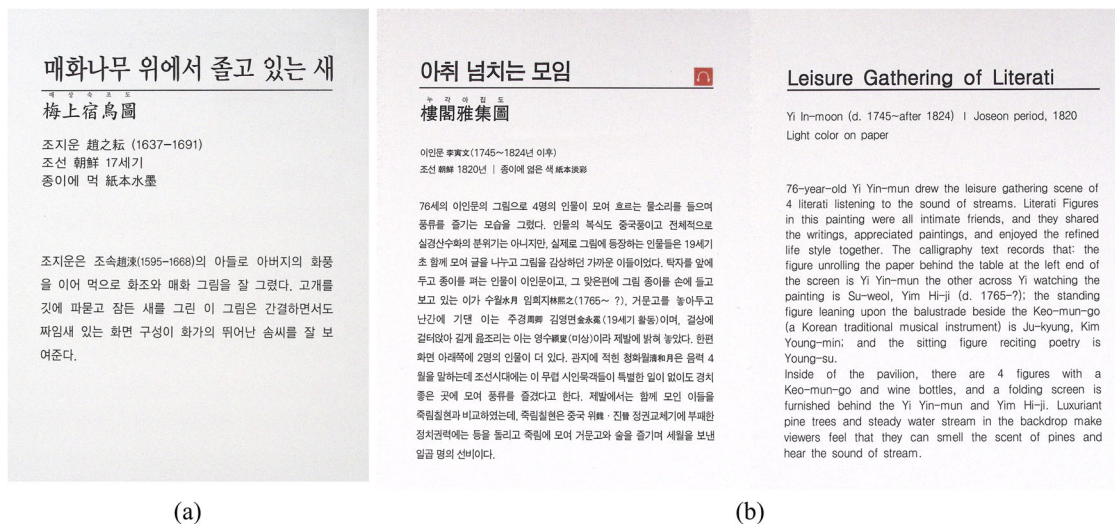 매화나무 위에서 졸고 있는 새
매 상 숙 조 도
梅上宿鳥圖
조지운 趙之耘 (1637-1691)
조선 朝鮮 17세기
종이에 먹 紙本水墨
조지운은 조속趙涑(1595-1668)의 아들로 아버지의 화풍
을 이어 먹으로 화조와 매화 그림을 잘 그렸다. 고개를
깃에 파묻고 잠든 새를 그린 이 그림은 간결하면서도
짜임새 있는 화면 구성이 화가의 뛰어난 솜씨를 잘 보
여준다.
(a)
아취 넘치는 모임
누 각 아 집 도
樓閣雅集圖
이인문 李寅文(1745~1824년 이후)
조선 朝鮮 1820년 | 종이에 엷은 색 紙本淡彩
76세의 이인문의 그림으로 4명의 인물이 모여 흐르는 물소리를 들으며
풍류를 즐기는 모습을 그렸다. 인물의 복식도 중국풍이고 전체적으로
실경산수화의 분위기는 아니지만, 실제로 그림에 등장하는 인물들은 19세기
초 함께 모여 글을 나누고 그림을 감상하던 가까운 이들이었다. 탁자를 앞에
두고 종이를 펴는 인물이 이인문이고, 그 맞은편에 그림 종이를 손에 들고
보고 있는 이가 수월水月 임희지林熙之(1765~ ?), 거문고를 놓아두고
난간에 기댄 이는 주경周卿 김영면金永冕(19세기 활동)이며, 걸상에
걸터앉아 길게 읊조리는 이는 영수潁叟(미상)이라 제발에 밝혀 놓았다. 한편
화면 아래쪽에 2명의 인물이 더 있다. 관지에 적힌 청화월淸和月은 음력 4
월을 말하는데 조선시대에는 이 무렵 시인묵객들이 특별한 일이 없이도 경치
좋은 곳에 모여 풍류를 즐겼다고 한다. 제발에서는 함께 모인 이들을
죽림칠현과 비교하였는데, 죽림칠현은 중국 위魏 · 진晉 정권교체기에 부패한
정치권력에는 등을 돌리고 죽림에 모여 거문고와 술을 즐기며 세월을 보낸
일곱 명의 선비이다.
Leisure Gathering of Literati
Yi In-moon (d. 1745~after 1824) | Joseon period, 1820
Light color on paper
76-year-old Yi Yin-mun drew the leisure gathering scene of
4 literati listening to the sound of streams. Literati Figures
in this painting were all intimate friends, and they shared
the writings, appreciated paintings, and enjoyed the refined
life style together. The calligraphy text records that: the
figure unrolling the paper behind the table at the left end of
the screen is Yi Yin-mun the other across Yi watching the
painting is Su-weol, Yim Hi-ji (d. 1765-?); the standing
figure leaning upon the balustrade beside the Keo-mun-go
(a Korean traditional musical instrument) is Ju-kyung, Kim
Young-min; and the sitting figure reciting poetry is
Young-su.
Inside of the pavilion, there are 4 figures with a
Keo-mun-go and wine bottles, and a folding screen is
furnished behind the Yi Yin-mun and Yim Hi-ji. Luxuriant
pine trees and steady water stream in the backdrop make
viewers feel that they can smell the scent of pines and
hear the sound of stream.
(b)